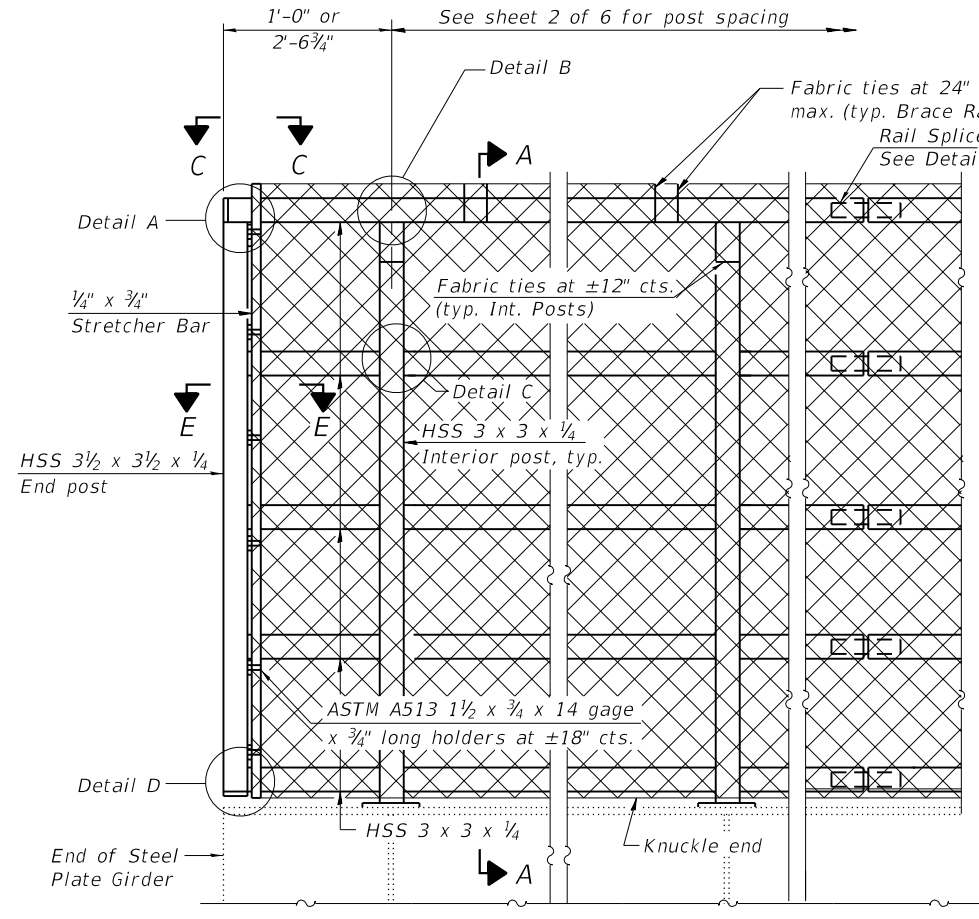 1'-0" or
2'-6¾"
See sheet 2 of 6 for post spacing
Detail B
Fabric ties at 24"
max. (typ. Brace
Rail Splice
See Detai
C
C
A
Detail A
¼" x ¾"
Stretcher Bar
Fabric ties at ±12" cts.
(typ. Int. Posts)
Detail C
E
E
HSS 3 x 3 x ¼
Interior post, typ.
HSS 3½ x 3½ x ¼
End post
ASTM A513 1½ x ¾ x 14 gage
x ¾" long holders at ±18" cts.
Detail D
HSS 3 x 3 x ¼
Knuckle end
End of Steel
Plate Girder
A